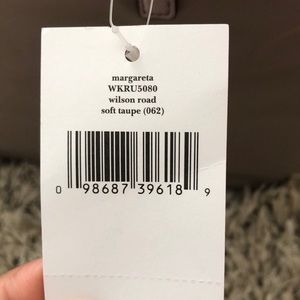 margareta
WKRU5080
wilson road
soft taupe (062)
0 98687 39618 9